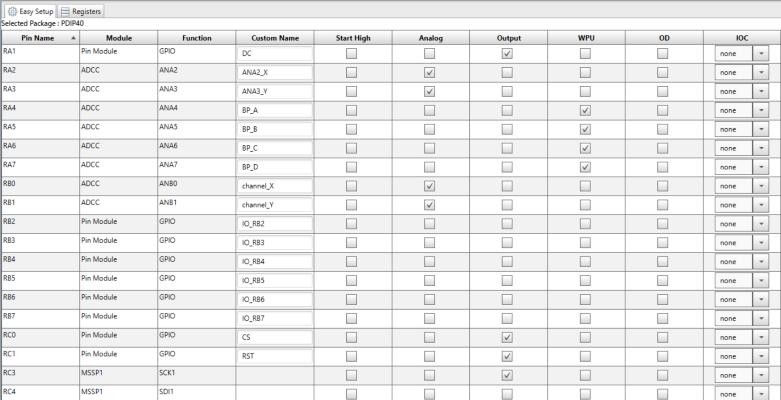 Easy Setup Registers
Selected Package : PDIP40
Pin Name Module Function Custom Name Start High Analog Output WPU OD IOC
RA1 Pin Module GPIO DC none
RA2 ADCC ANA2 ANA2_X none
RA3 ADCC ANA3 ANA3_Y none
RA4 ADCC ANA4 BP_A none
RA5 ADCC ANA5 BP_B none
RA6 ADCC ANA6 BP_C none
RA7 ADCC ANA7 BP_D none
RB0 ADCC ANB0 channel_X none
RB1 ADCC ANB1 channel_Y none
RB2 Pin Module GPIO IO_RB2 none
RB3 Pin Module GPIO IO_RB3 none
RB4 Pin Module GPIO IO_RB4 none
RB5 Pin Module GPIO IO_RB5 none
RB6 Pin Module GPIO IO_RB6 none
RB7 Pin Module GPIO IO_RB7 none
RC0 Pin Module GPIO CS none
RC1 Pin Module GPIO RST none
RC3 MSSP1 SCK1 none
RC4 MSSP1 SDI1 none